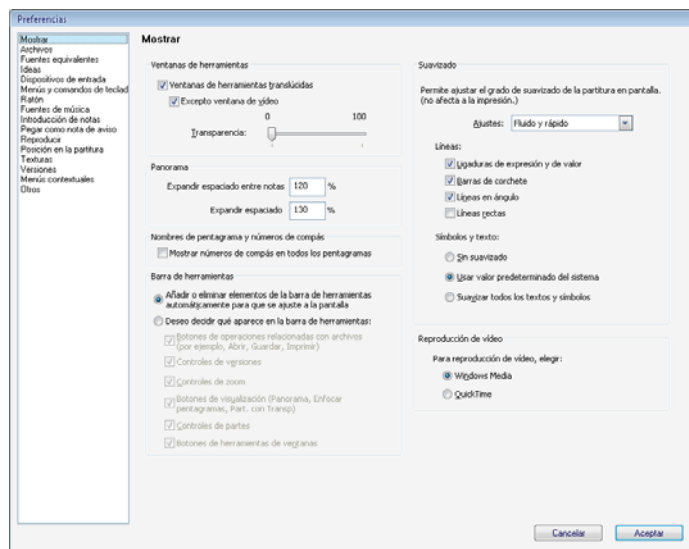 Preferencias
Mostrar
Archivos
Fuentes equivalentes
Ideas
Dispositivos de entrada
Menús y comandos de teclad
Ratón
Fuentes de música
Introducción de notas
Pegar como nota de aviso
Reproducir
Posición en la partitura
Texturas
Versiones
Menús contextuales
Otros
Mostrar
Ventanas de herramientas
Ventanas de herramientas translúcidas
Excepto ventana de vídeo
0 100
Transparencia:
Panorama
Expandir espaciado entre notas 120 %
Expandir espaciado 130 %
Nombres de pentagrama y números de compás
Mostrar números de compás en todos los pentagramas
Barra de herramientas
Añadir o eliminar elementos de la barra de herramientas
automáticamente para que se ajuste a la pantalla
Deseo decidir qué aparece en la barra de herramientas:
Botones de operaciones relacionadas con archivos
(por ejemplo, Abrir, Guardar, Imprimir)
Controles de versiones
Controles de zoom
Botones de visualización (Panorama, Enfocar
pentagramas, Part. con Transp)
Controles de partes
Botones de herramientas de ventanas
Suavizado
Permite ajustar el grado de suavizado de la partitura en pantalla.
(no afecta a la impresión.)
Ajustes: Fluido y rápido
Líneas:
Ligaduras de expresión y de valor
Barras de corchete
Líneas en ángulo
Líneas rectas
Símbolos y texto:
Sin suavizado
Usar valor predeterminado del sistema
Suavizar todos los textos y símbolos
Reproducción de vídeo
Para reproducción de vídeo, elegir:
Windows Media
QuickTime
Cancelar
Aceptar